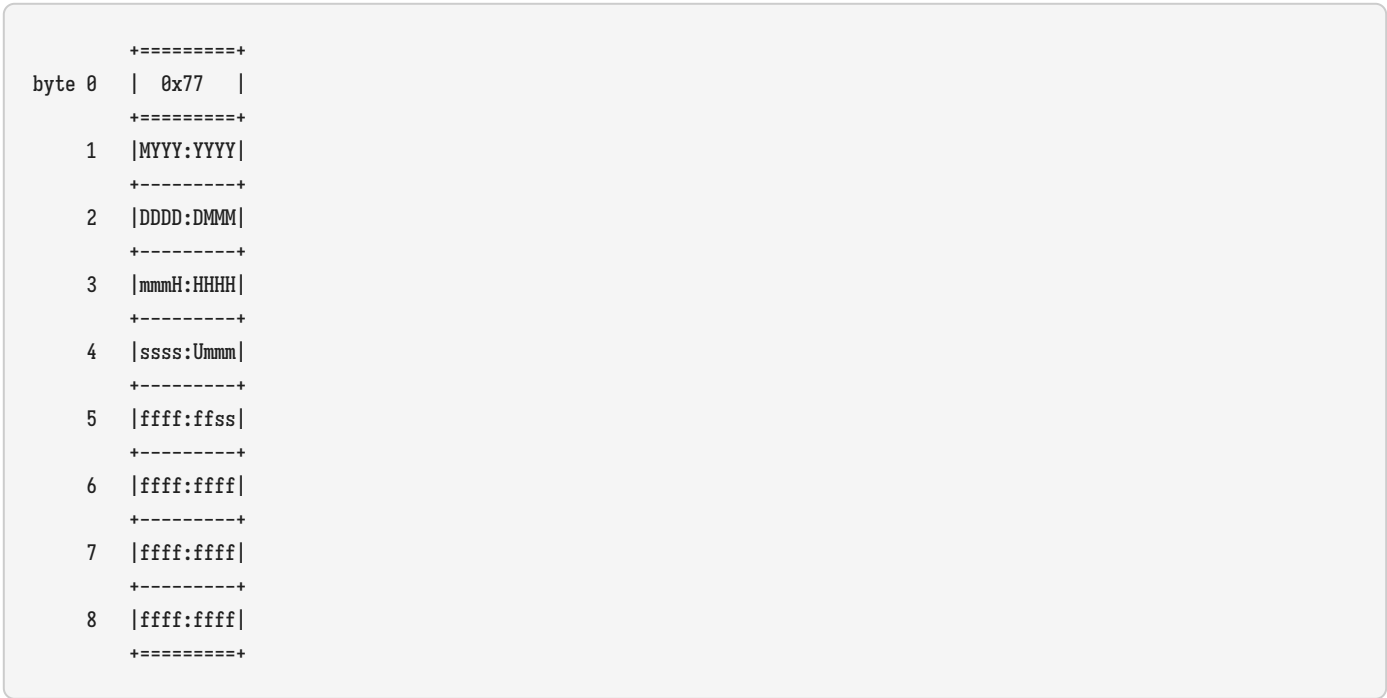 +=========+
byte 0   |  0x77   |
         +=========+
     1   |MYYY:YYYY|
         +---------+
     2   |DDDD:DMMM|
         +---------+
     3   |mmmH:HHHH|
         +---------+
     4   |ssss:Ummm|
         +---------+
     5   |ffff:ffss|
         +---------+
     6   |ffff:ffff|
         +---------+
     7   |ffff:ffff|
         +---------+
     8   |ffff:ffff|
         +=========+